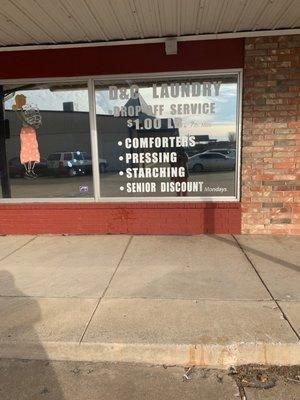 D&C LAUNDRY
DROP OFF SERVICE
$1.00 LB.
• COMFORTERS
• PRESSING
• STARCHING
• SENIOR DISCOUNT Mondays